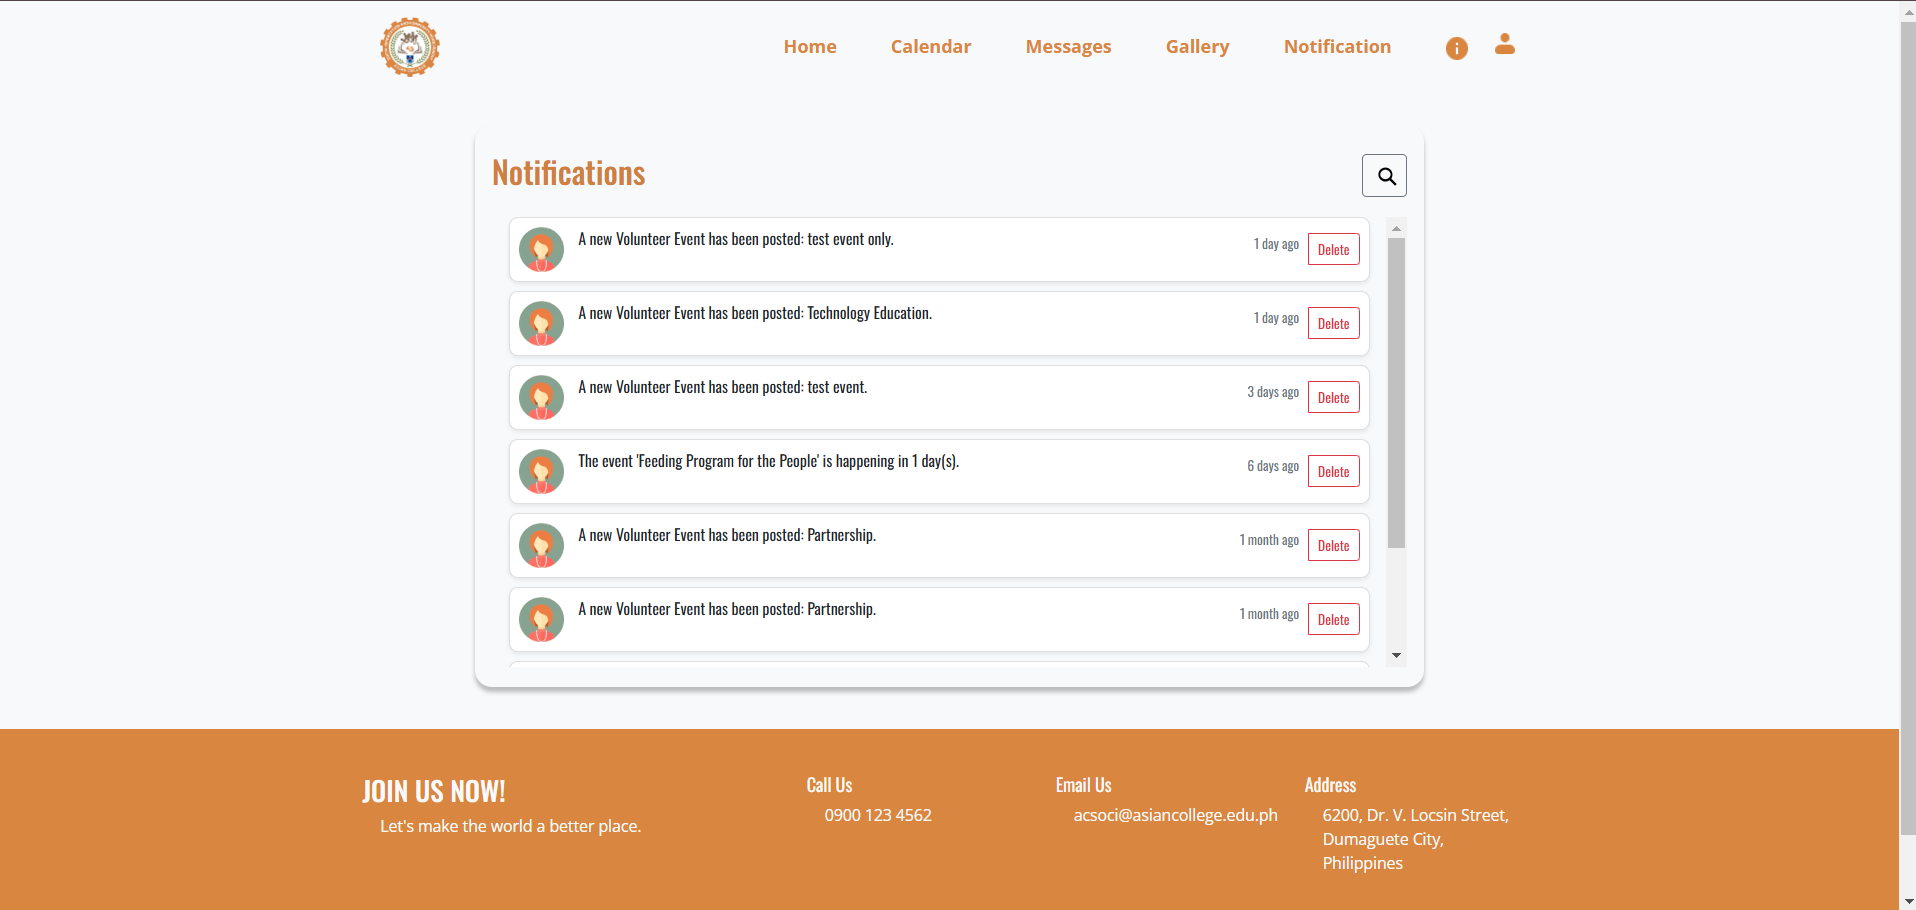 Home Calendar Messages Gallery Notification
Notifications
A new Volunteer Event has been posted: test event only. 1 day ago Delete
A new Volunteer Event has been posted: Technology Education. 1 day ago Delete
A new Volunteer Event has been posted: test event. 3 days ago Delete
The event 'Feeding Program for the People' is happening in 1 day(s). 6 days ago Delete
A new Volunteer Event has been posted: Partnership. 1 month ago Delete
A new Volunteer Event has been posted: Partnership. 1 month ago Delete
JOIN US NOW!
Let's make the world a better place.
Call Us
0900 123 4562
Email Us
acsoci@asiancollege.edu.ph
Address
6200, Dr. V. Locsin Street,
Dumaguete City,
Philippines